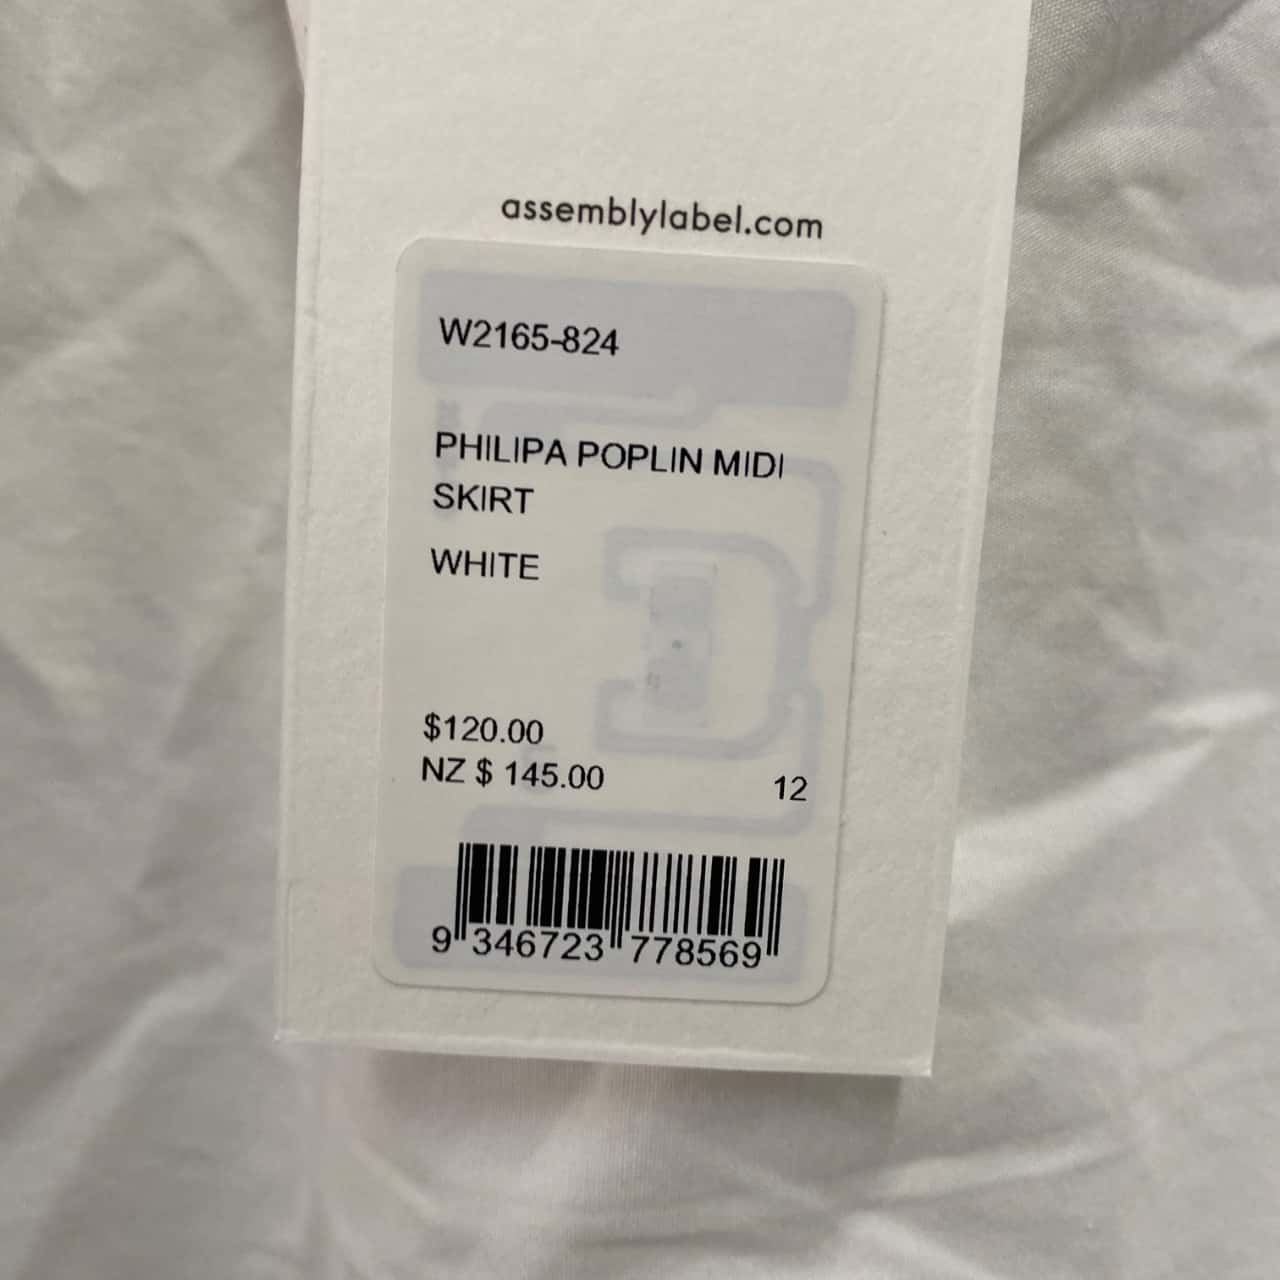 assemblylabel.com
W2165-824
PHILIPA POPLIN MIDI
SKIRT
WHITE
$120.00
NZ $ 145.00
12
9 346723 778569